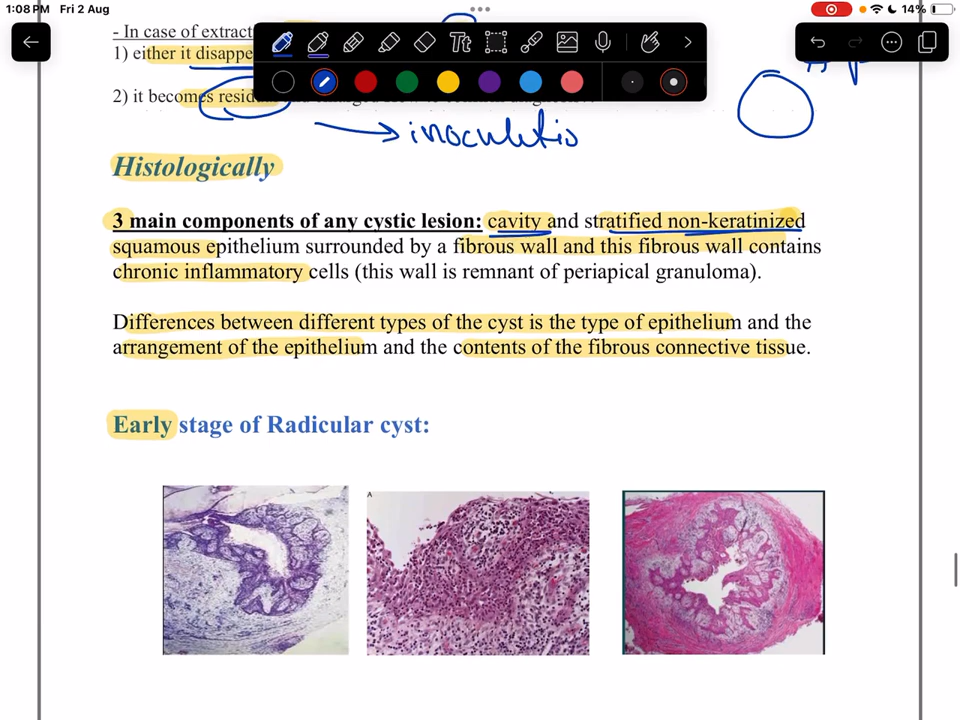 1:08 PM Fri 2 Aug
14%
- In case of extract
1) either it disappe
Tt
2) it becomes resid
inoculatio
Histologically
3 main components of any cystic lesion: cavity and stratified non-keratinized
squamous epithelium surrounded by a fibrous wall and this fibrous wall contains
chronic inflammatory cells (this wall is remnant of periapical granuloma).
Differences between different types of the cyst is the type of epithelium and the
arrangement of the epithelium and the contents of the fibrous connective tissue.
Early stage of Radicular cyst:
A